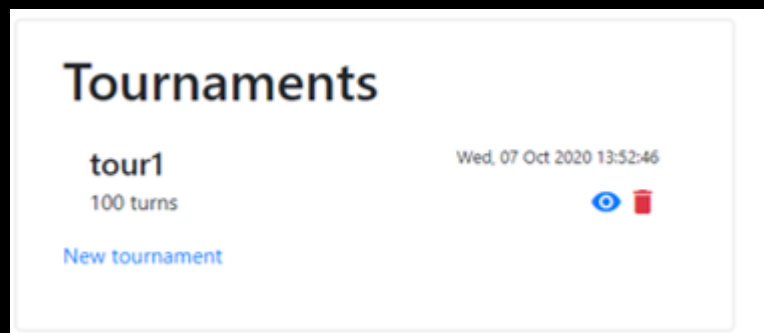 Tournaments
tour1
Wed, 07 Oct 2020 13:52:46
100 turns
New tournament